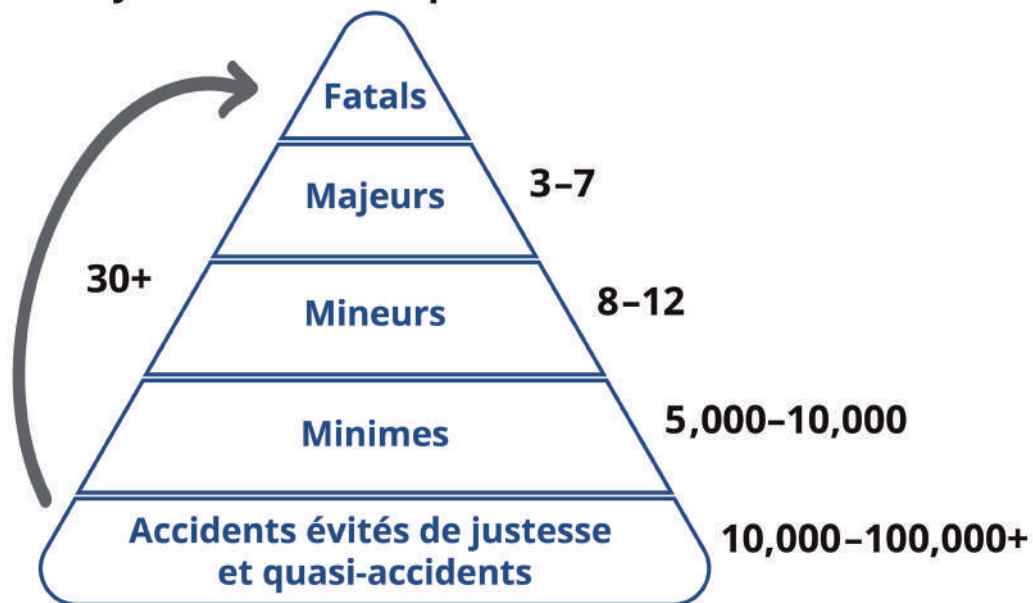 Fatals
Majeurs
3–7
30+
Mineurs
8–12
Minimes
5,000–10,000
Accidents évités de justesse
et quasi-accidents
10,000–100,000+